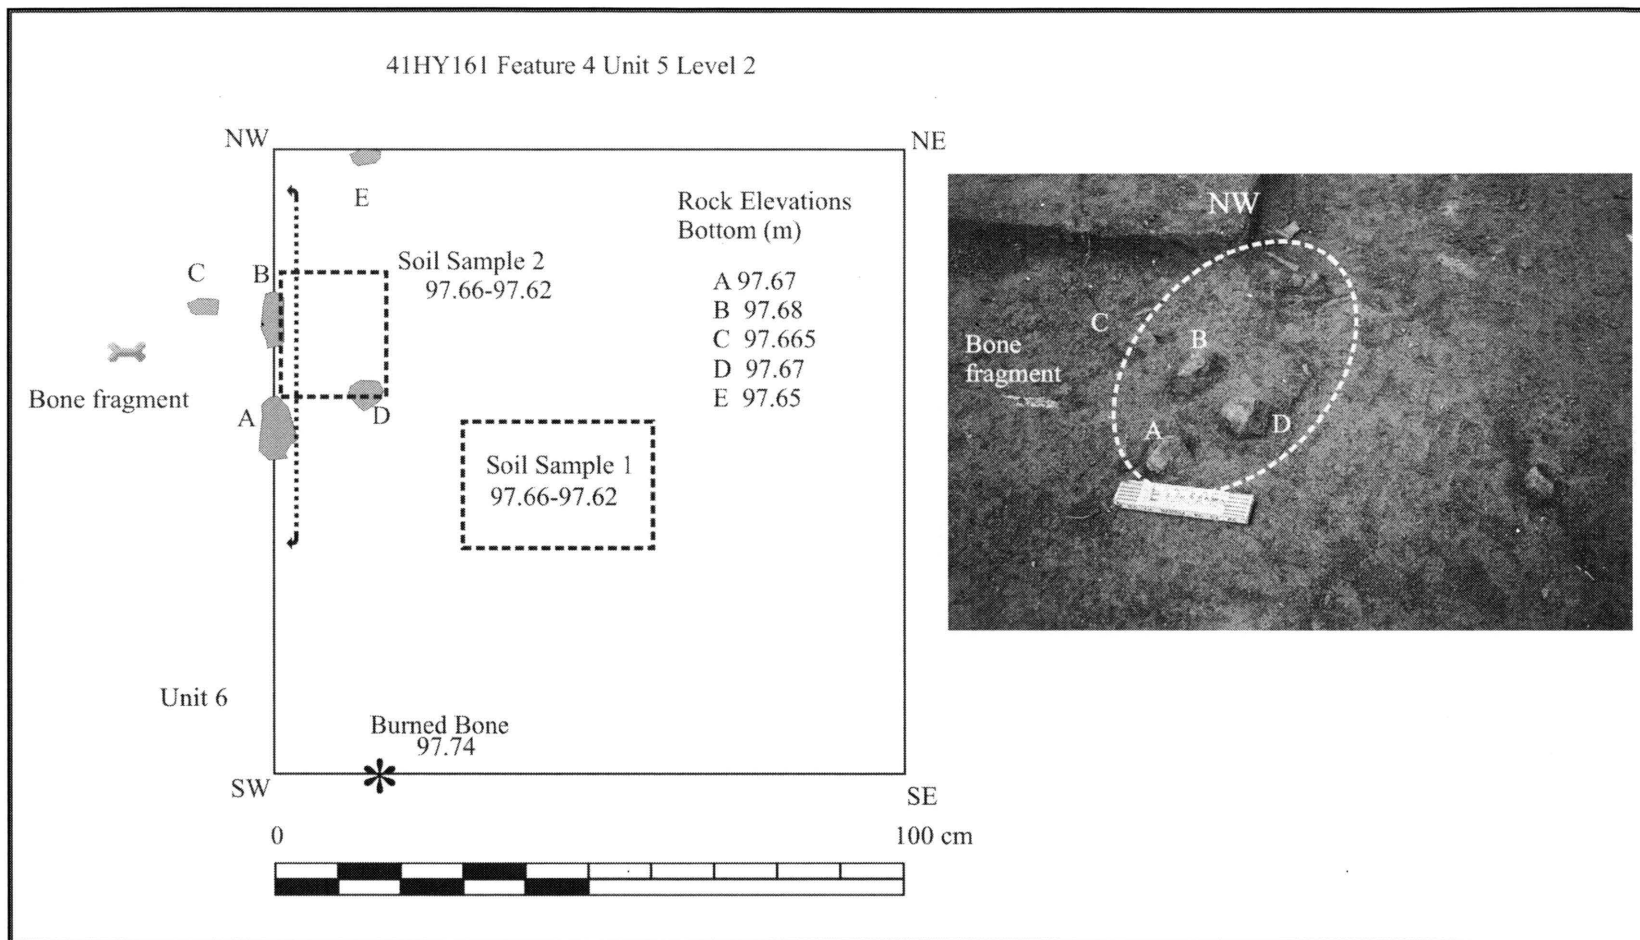 41HY161 Feature 4 Unit 5 Level 2
NW
NE
E
Rock Elevations
Bottom (m)
A 97.67
B 97.68
C 97.665
D 97.67
E 97.65
Soil Sample 2
97.66-97.62
C
B
Bone fragment
A
D
Soil Sample 1
97.66-97.62
Unit 6
Burned Bone
97.74
SW
SE
0
100 cm
NW
C
B
Bone
fragment
A
D